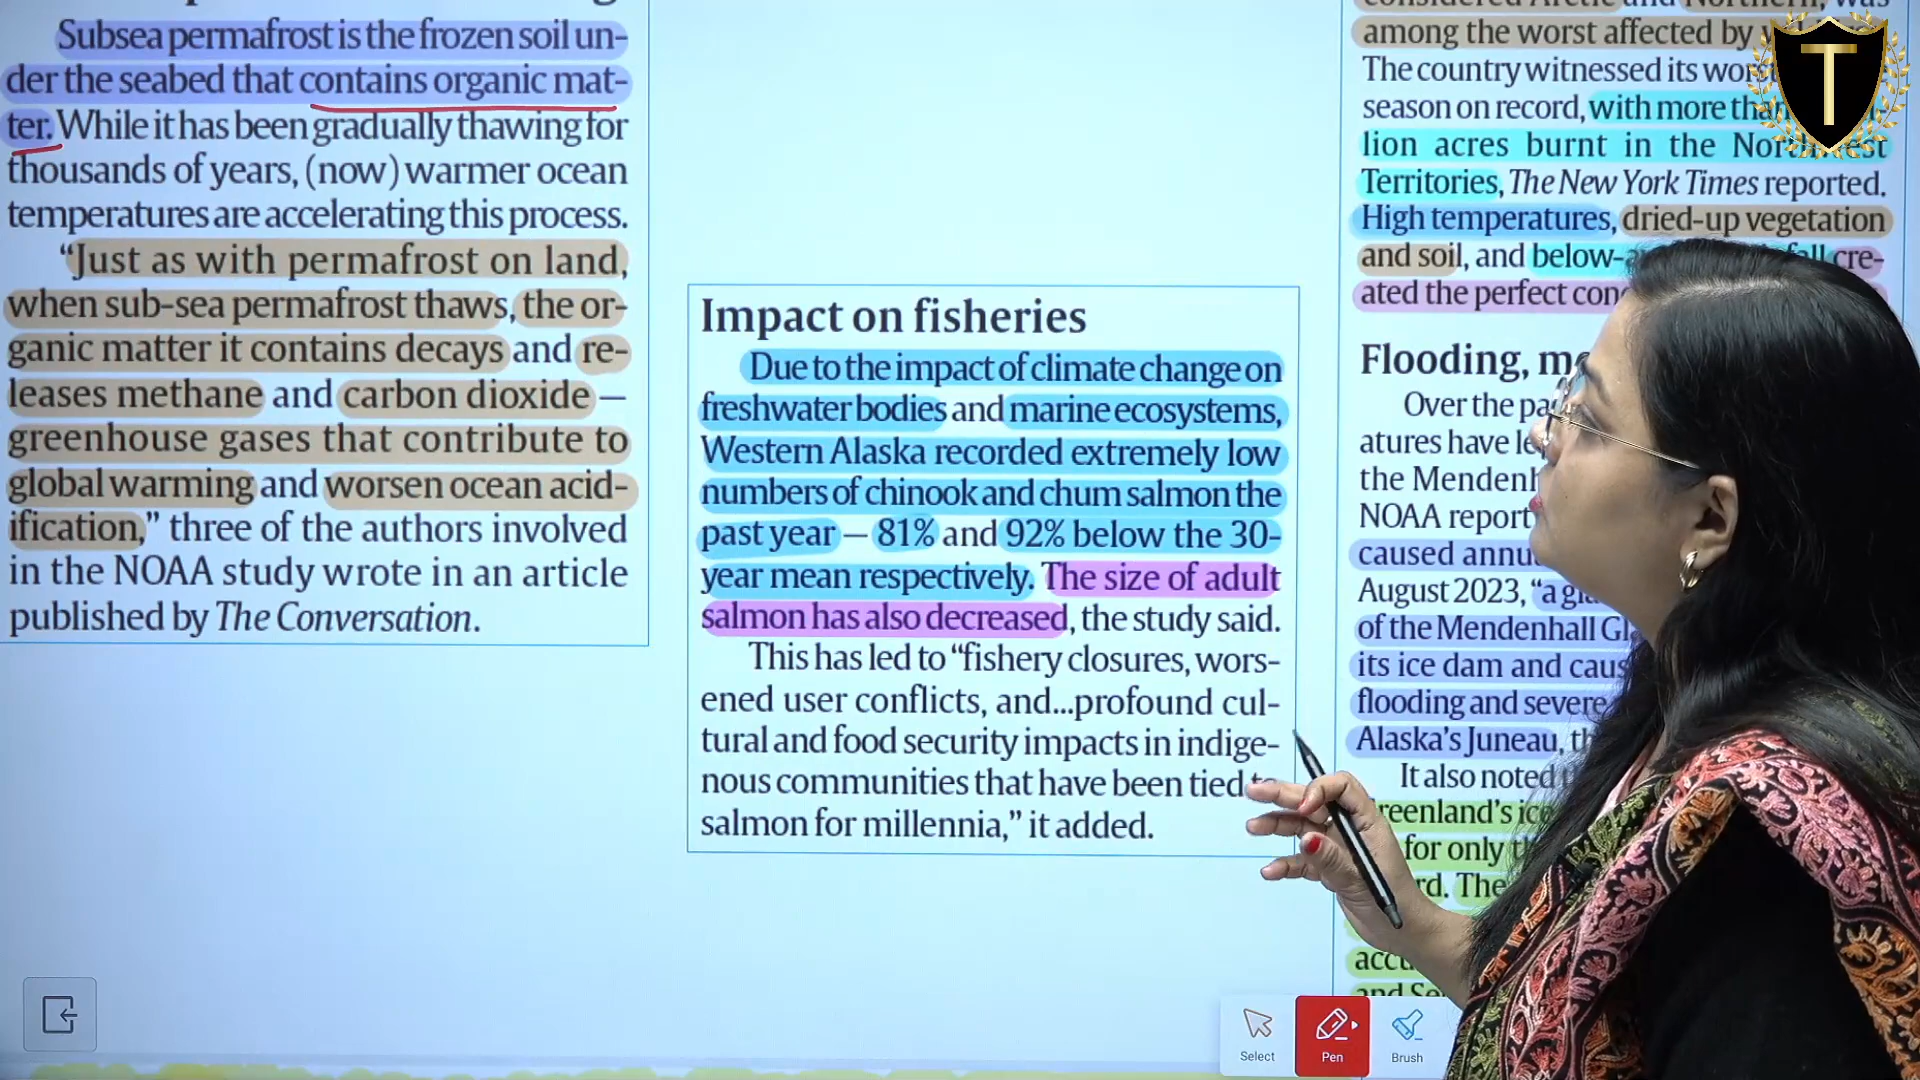 Subsea permafrost is the frozen soil un-
der the seabed that contains organic mat-
ter. While it has been gradually thawing for
thousands of years, (now) warmer ocean
temperatures are accelerating this process.
“Just as with permafrost on land,
when sub-sea permafrost thaws, the or-
ganic matter it contains decays and re-
leases methane and carbon dioxide —
greenhouse gases that contribute to
global warming and worsen ocean acid-
ification,” three of the authors involved
in the NOAA study wrote in an article
published by The Conversation.
Impact on fisheries
Due to the impact of climate change on
freshwater bodies and marine ecosystems,
Western Alaska recorded extremely low
numbers of chinook and chum salmon the
past year — 81% and 92% below the 30-
year mean respectively. The size of adult
salmon has also decreased, the study said.
This has led to “fishery closures, wors-
ened user conflicts, and...profound cul-
tural and food security impacts in indige-
nous communities that have been tied to
salmon for millennia,” it added.
considered Arctic and Northern, was
among the worst affected by
The country witnessed its
season on record, with more
lion acres burnt in the Northwest
Territories, The New York Times reported.
High temperatures, dried-up vegetation
and soil, and below- cre-
ated the perfect
Flooding,
Over the
atures have
the
NOAA
caused
August 2023, “a
of the Mendenhall
its ice dam and
flooding and severe
Alaska’s Juneau,
It also noted
Greenland’s ice
for only
The
and
T
Select
Pen
Brush